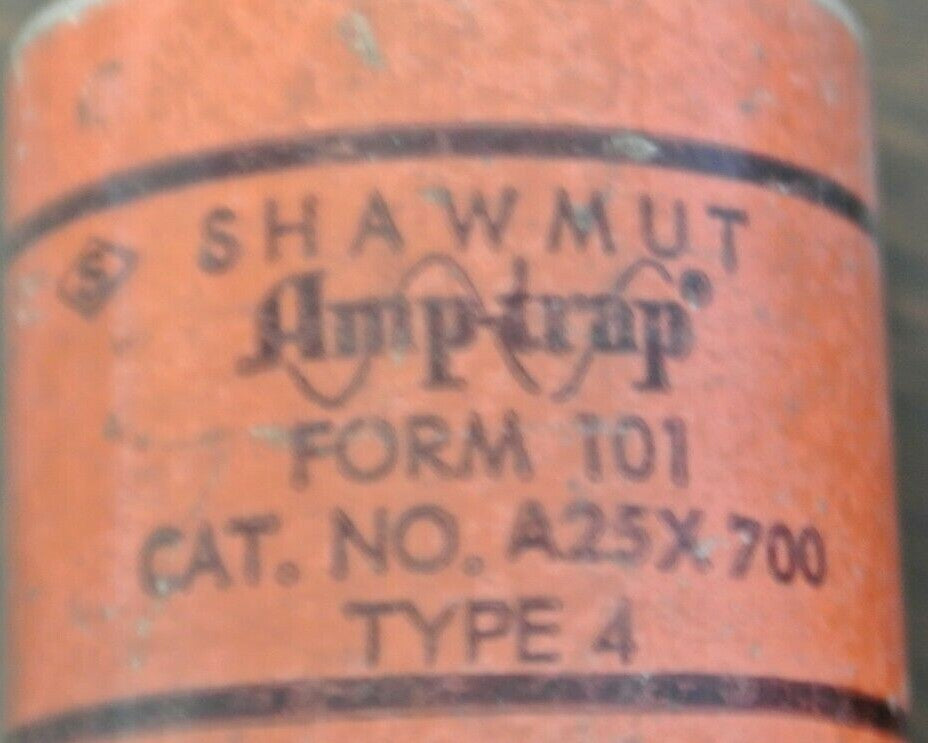 SHAWMUT
S
Amp-trap®
FORM 101
CAT. NO. A25X 700
TYPE 4